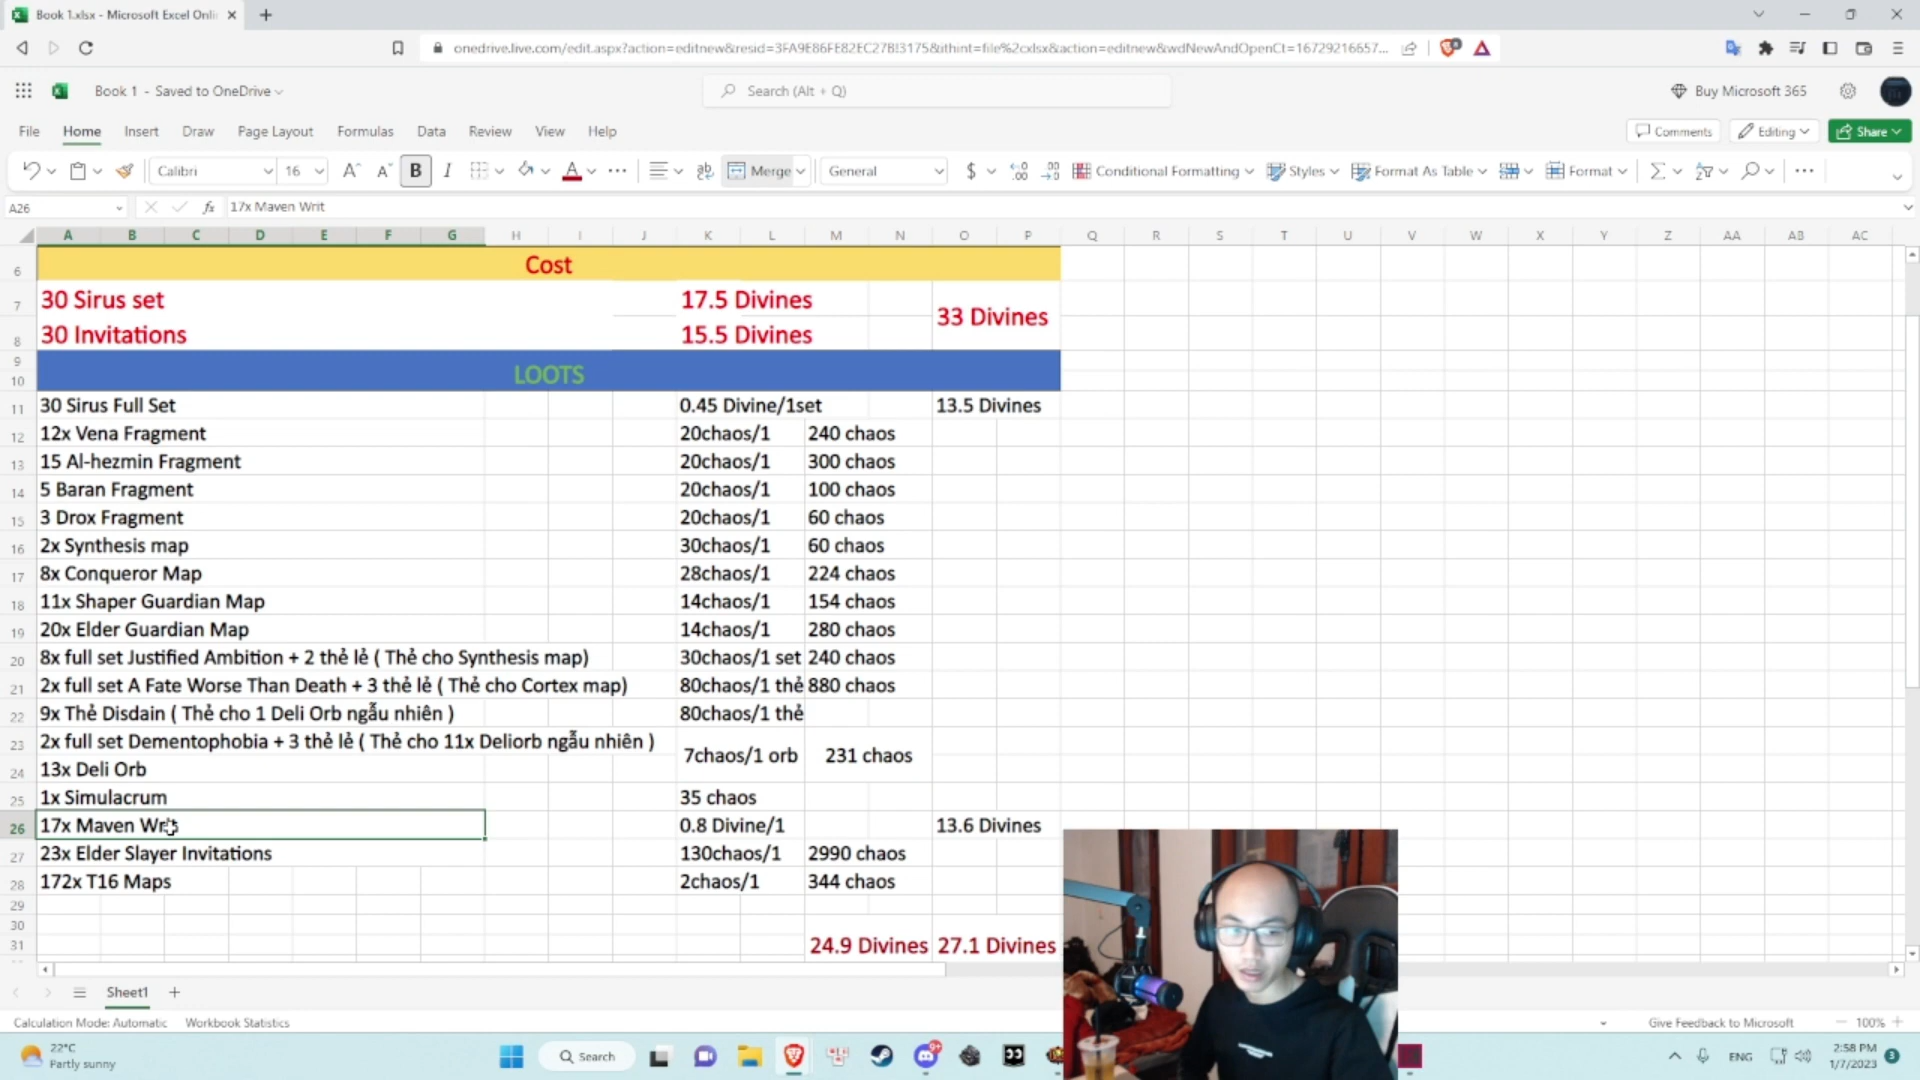 Book 1.xlsx - Microsoft Excel Onli
onedrive.live.com/edit.aspx?action=editnew&resid=3FA9E86FE82EC27B!3175&ithint=file%2cxlsx&action=editnew&wdNewAndOpenCt=16729216657...
Book 1 - Saved to OneDrive
Search (Alt + Q)
Buy Microsoft 365
File Home Insert Draw Page Layout Formulas Data Review View Help
Comments Editing Share
Calibri 16 B I A Merge General $ Conditional Formatting Styles Format As Table Format
A26 fx 17x Maven Writ
A B C D E F G H I J K L M N O P Q R S T U V W X Y Z AA AB AC
6 Cost
7 30 Sirus set 17.5 Divines 33 Divines
8 30 Invitations 15.5 Divines
9
10 LOOTS
11 30 Sirus Full Set 0.45 Divine/1set 13.5 Divines
12 12x Vena Fragment 20chaos/1 240 chaos
13 15 Al-hezmin Fragment 20chaos/1 300 chaos
14 5 Baran Fragment 20chaos/1 100 chaos
15 3 Drox Fragment 20chaos/1 60 chaos
16 2x Synthesis map 30chaos/1 60 chaos
17 8x Conqueror Map 28chaos/1 224 chaos
18 11x Shaper Guardian Map 14chaos/1 154 chaos
19 20x Elder Guardian Map 14chaos/1 280 chaos
20 8x full set Justified Ambition + 2 thẻ lẻ ( Thẻ cho Synthesis map) 30chaos/1 set 240 chaos
21 2x full set A Fate Worse Than Death + 3 thẻ lẻ ( Thẻ cho Cortex map) 80chaos/1 thẻ 880 chaos
22 9x Thẻ Disdain ( Thẻ cho 1 Deli Orb ngẫu nhiên ) 80chaos/1 thẻ
23 2x full set Dementophobia + 3 thẻ lẻ ( Thẻ cho 11x Deliorb ngẫu nhiên )
7chaos/1 orb 231 chaos
24 13x Deli Orb
25 1x Simulacrum 35 chaos
26 17x Maven Writ 0.8 Divine/1 13.6 Divines
27 23x Elder Slayer Invitations 130chaos/1 2990 chaos
28 172x T16 Maps 2chaos/1 344 chaos
29
30
31 24.9 Divines 27.1 Divines
Sheet1
Calculation Mode: Automatic Workbook Statistics Give Feedback to Microsoft 100%
22°C
Partly sunny
Search
9+
ENG
2:58 PM
1/7/2023
3